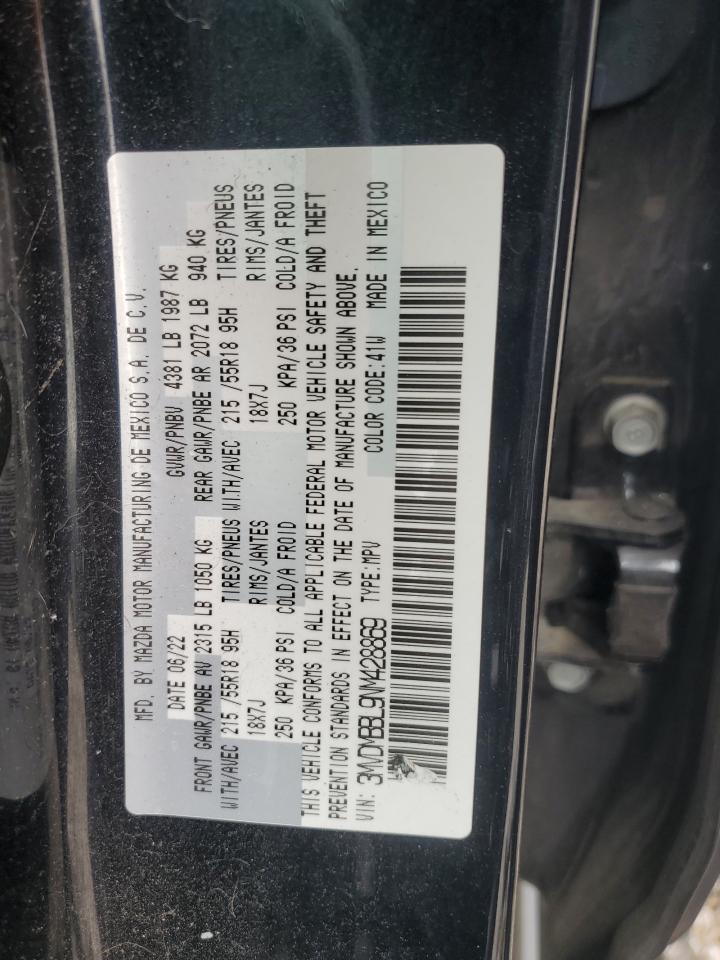 MFD. BY MAZDA MOTOR MANUFACTURING DE MEXICO S.A. DE C.V.
DATE 06/22 GVWR/PNBV 4381 LB 1987 KG
FRONT GAWR/PNBE AV 2315 LB 1050 KG REAR GAWR/PNBE AR 2072 LB 940 KG
WITH/AVEC 215 /55R18 95H TIRES/PNEUS WITH/AVEC 215 /55R18 95H TIRES/PNEUS
18X7J RIMS/JANTES 18X7J RIMS/JANTES
250 KPA/36 PSI COLD/A FROID 250 KPA/36 PSI COLD/A FROID
THIS VEHICLE CONFORMS TO ALL APPLICABLE FEDERAL MOTOR VEHICLE SAFETY AND THEFT
PREVENTION STANDARDS IN EFFECT ON THE DATE OF MANUFACTURE SHOWN ABOVE.
VIN: 3MVDMBBL9NM428869 TYPE:MPV COLOR CODE:41W MADE IN MEXICO